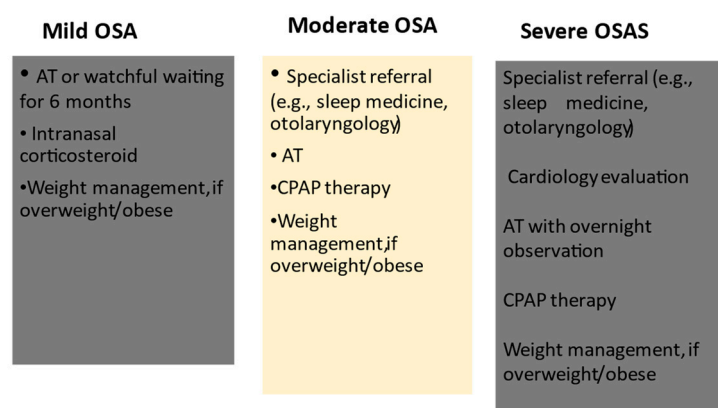 Mild OSA
• AT or watchful waiting
for 6 months
• Intranasal
corticosteroid
•Weight management, if
overweight/obese
Moderate OSA
• Specialist referral
(e.g., sleep medicine,
otolaryngology)
• AT
•CPAP therapy
•Weight
management,if
overweight/obese
Severe OSAS
Specialist referral (e.g.,
sleep medicine,
otolaryngology)
Cardiology evaluation
AT with overnight
observation
CPAP therapy
Weight management, if
overweight/obese